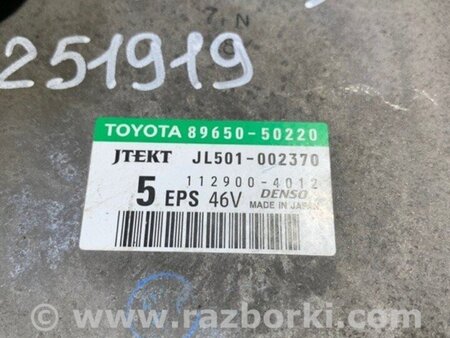 7.N
251919
TOYOTA 89650-50220
JTEKT JL501-002370
112900-4012
5 EPS 46V DENSO
MADE IN JAPAN
www.razborki.com